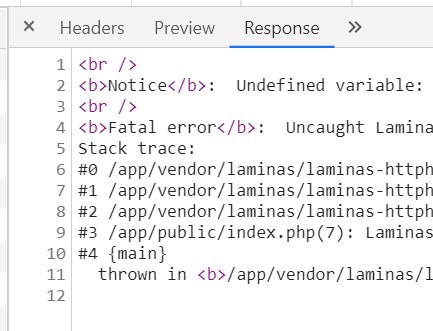 × Headers Preview Response »
1 <br />
2 <b>Notice</b>:  Undefined variable:
3 <br />
4 <b>Fatal error</b>:  Uncaught Lamina
5 Stack trace:
6 #0 /app/vendor/laminas/laminas-httph
7 #1 /app/vendor/laminas/laminas-httph
8 #2 /app/vendor/laminas/laminas-httph
9 #3 /app/public/index.php(7): Laminas
10 #4 {main}
11   thrown in <b>/app/vendor/laminas/l
12